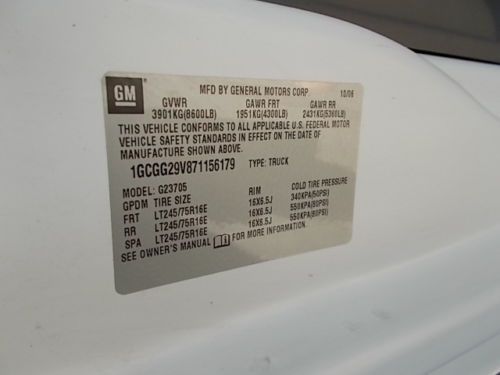 GM
MFD BY GENERAL MOTORS CORP 10/06
GVWR GAWR FRT GAWR RR
3901KG(8600LB) 1951KG(4300LB) 2431KG(5360LB)
THIS VEHICLE CONFORMS TO ALL APPLICABLE U.S. FEDERAL MOTOR
VEHICLE SAFETY STANDARDS IN EFFECT ON THE DATE OF
MANUFACTURE SHOWN ABOVE.
1GCGG29V871156179 TYPE: TRUCK
MODEL: G23705
GPDM TIRE SIZE RIM COLD TIRE PRESSURE
FRT LT245/75R16E 16X6.5J 340KPA(50PSI)
RR LT245/75R16E 16X6.5J 550KPA(80PSI)
SPA LT245/75R16E 16X6.5J 550KPA(80PSI)
SEE OWNER'S MANUAL FOR MORE INFORMATION